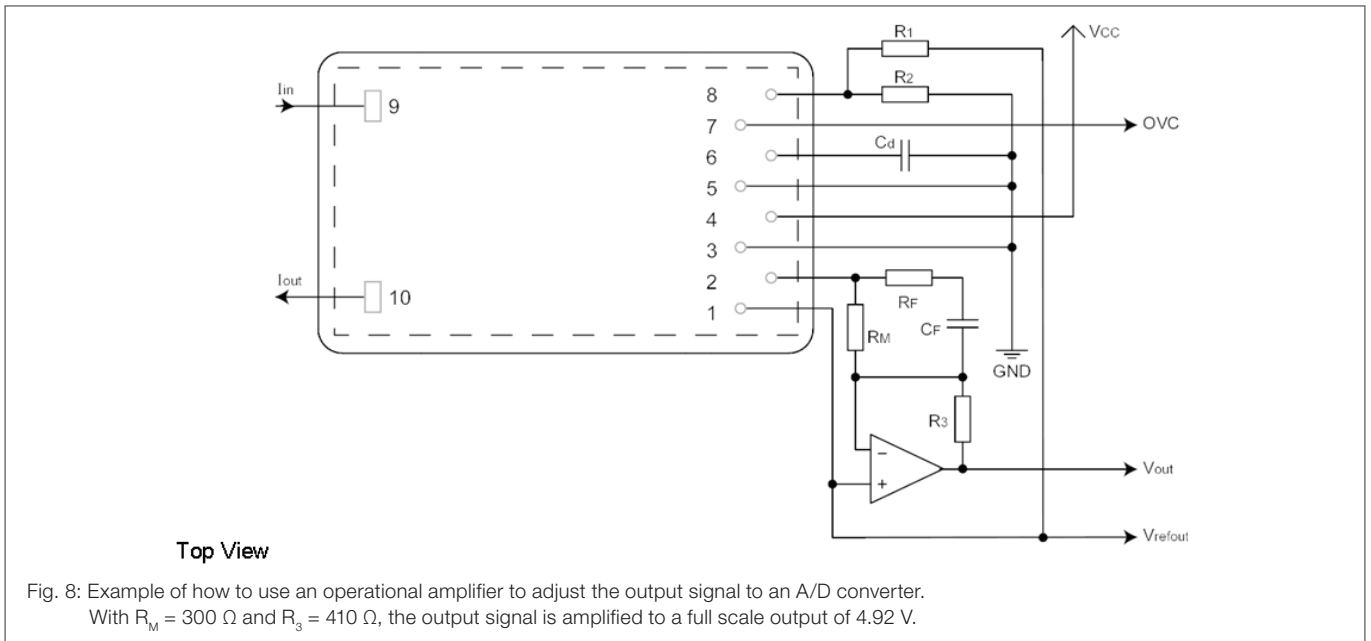 R1
VCC
R2
Iin
9
8
7
OVC
6
Cd
5
4
3
2
Iout
10
1
RF
CF
RM
GND
R3
−
+
Vout
Vrefout
Top View
Fig. 8: Example of how to use an operational amplifier to adjust the output signal to an A/D converter.
With RM = 300 Ω and R3 = 410 Ω, the output signal is amplified to a full scale output of 4.92 V.